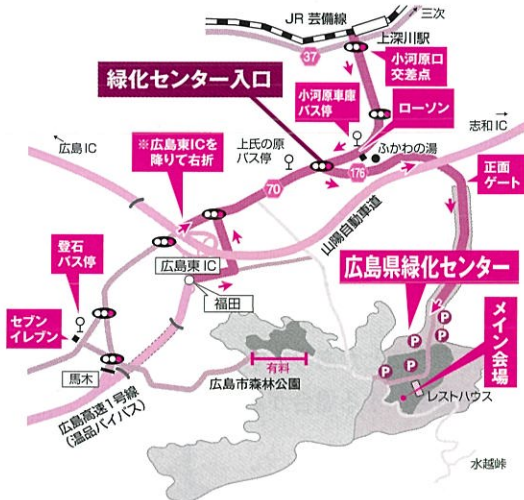 三次
JR 芸備線
上深川駅
37
小河原口
交差点
緑化センター入口
小河原車庫
バス停
ローソン
志和IC
広島IC
※広島東ICを
降りて右折
上氏の原
バス停
ふかわの湯
176
70
正面
ゲート
山陽自動車道
登石
バス停
広島東 IC
福田
広島県緑化センター
セブン
イレブン
P
P
P
P
メイン会場
有料
馬木
広島市森林公園
レストハウス
広島高速1号線
(温品バイパス)
水越峠